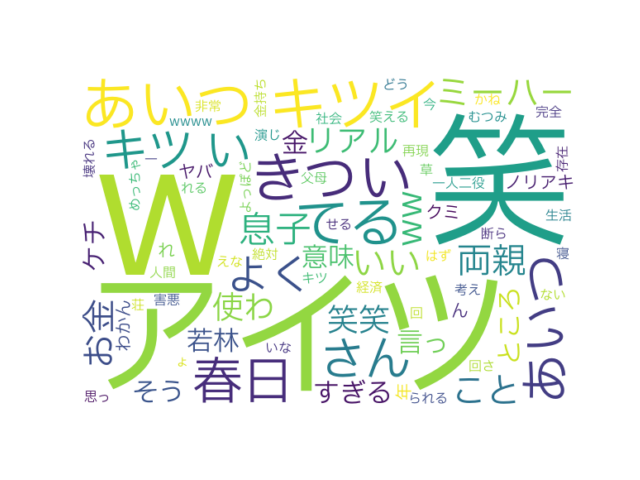 あいつ
非常
金持ち
キツイ
どう
ミーハー
wwww
社会
笑える
今
かね
むつみ
完全
壊れる
キツ
い
演じ
金
リアル
再現
笑
存在
一
ヤバ
めっちゃ
れる
よっぽど
きつい
父母
草
一人二役
ノリアキ
W
息子
てる
せる
ww
クミ
生活
断ら
ケチ
れ
人間
えな
絶対
意味
いい
はず
両親
寝
よく
キツ
経済
考え
ない
アイツ
あいつ
お金
わかん
荘
害悪
使わ
笑笑
回
ん
ところ
若林
いな
さん
言っ
回さ
ょ
春日
思っ
そう
すぎる
年
られる
こと